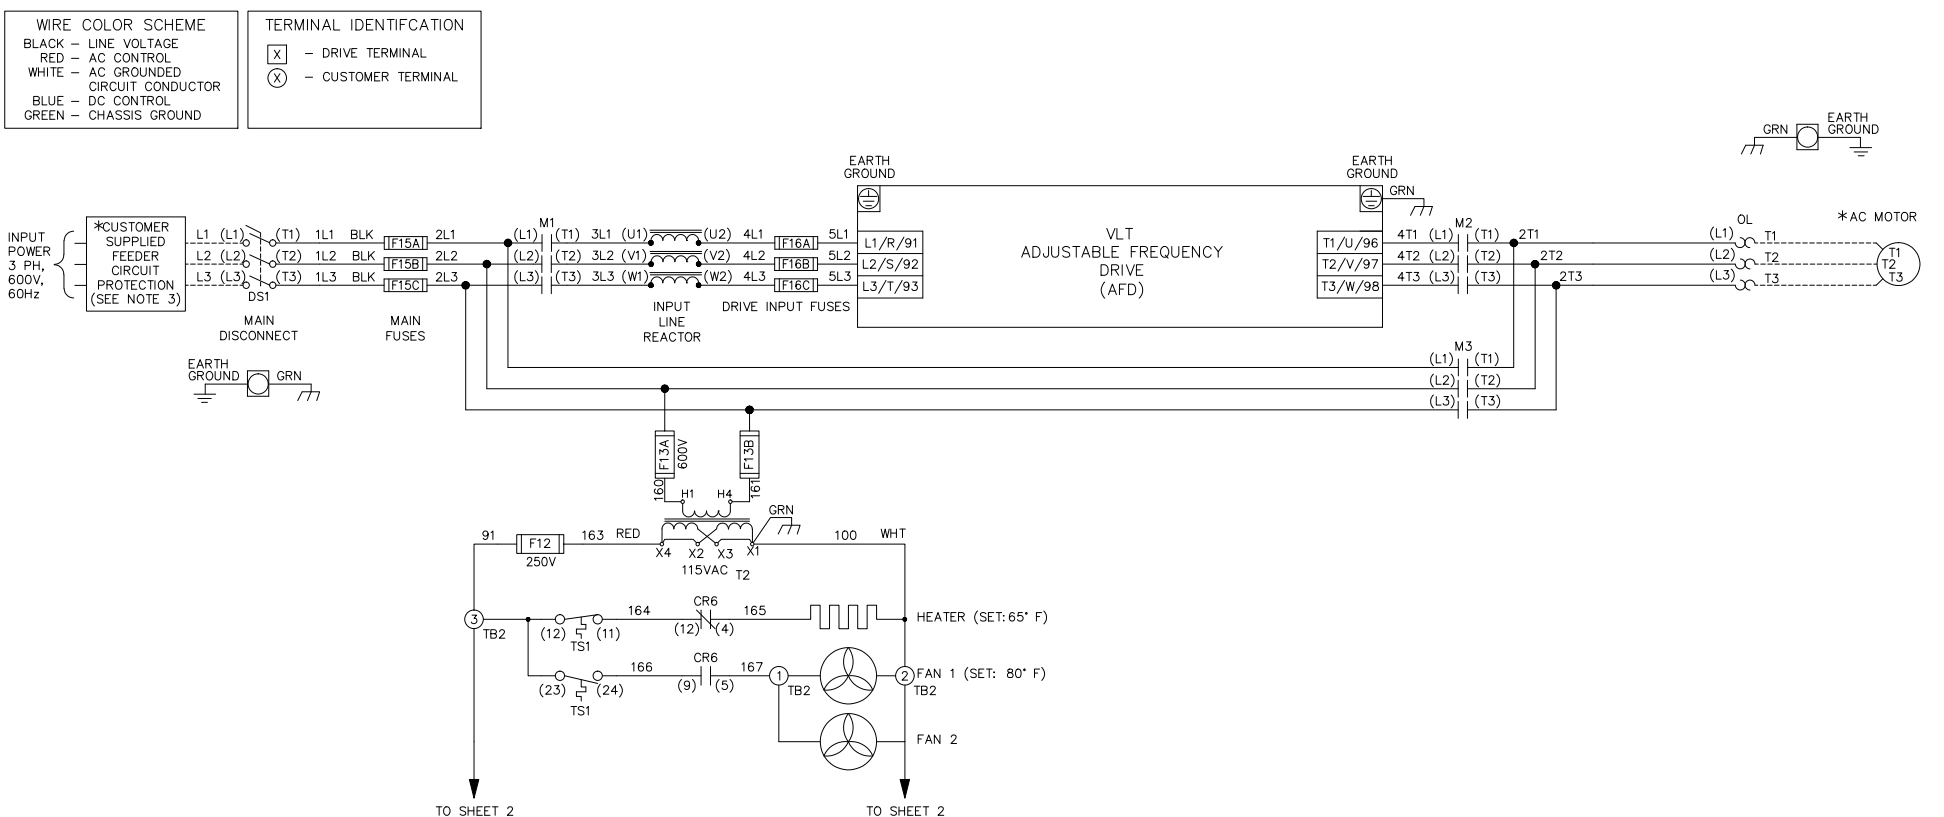 WIRE COLOR SCHEME
BLACK – LINE VOLTAGE
RED – AC CONTROL
WHITE – AC GROUNDED
CIRCUIT CONDUCTOR
BLUE – DC CONTROL
GREEN – CHASSIS GROUND
TERMINAL IDENTIFCATION
X – DRIVE TERMINAL
X – CUSTOMER TERMINAL
GRN
EARTH
GROUND
EARTH
GROUND
EARTH
GROUND
GRN
INPUT
POWER
3 PH,
600V,
60Hz
*CUSTOMER
SUPPLIED
FEEDER
CIRCUIT
PROTECTION
(SEE NOTE 3)
L1 (L1) (T1) 1L1 BLK F15A 2L1 (L1) M1 (T1) 3L1 (U1) (U2) 4L1 F16A 5L1 L1/R/91
L2 (L2) (T2) 1L2 BLK F15B 2L2 (L2) (T2) 3L2 (V1) (V2) 4L2 F16B 5L2 L2/S/92
L3 (L3) (T3) 1L3 BLK F15C 2L3 (L3) (T3) 3L3 (W1) (W2) 4L3 F16C 5L3 L3/T/93
DS1
MAIN
DISCONNECT
MAIN
FUSES
INPUT
LINE
REACTOR
DRIVE INPUT FUSES
VLT
ADJUSTABLE FREQUENCY
DRIVE
(AFD)
T1/U/96 4T1 (L1) M2 (T1) 2T1 (L1) OL T1
T2/V/97 4T2 (L2) (T2) 2T2 (L2) T2
T3/W/98 4T3 (L3) (T3) 2T3 (L3) T3
*AC MOTOR
T1
T2
T3
EARTH
GROUND
GRN
M3
(L1) (T1)
(L2) (T2)
(L3) (T3)
F13A
600V
F13B
160
161
H1 H4
GRN
91 F12 163 RED
250V
X4 X2 X3 X1
100 WHT
115VAC T2
3
TB2
(12) (11)
TS1
164
CR6
(12) (4)
165
HEATER (SET:65° F)
(23) (24)
TS1
166
CR6
(9) (5)
167
1
TB2
2
TB2
FAN 1 (SET: 80° F)
FAN 2
TO SHEET 2
TO SHEET 2